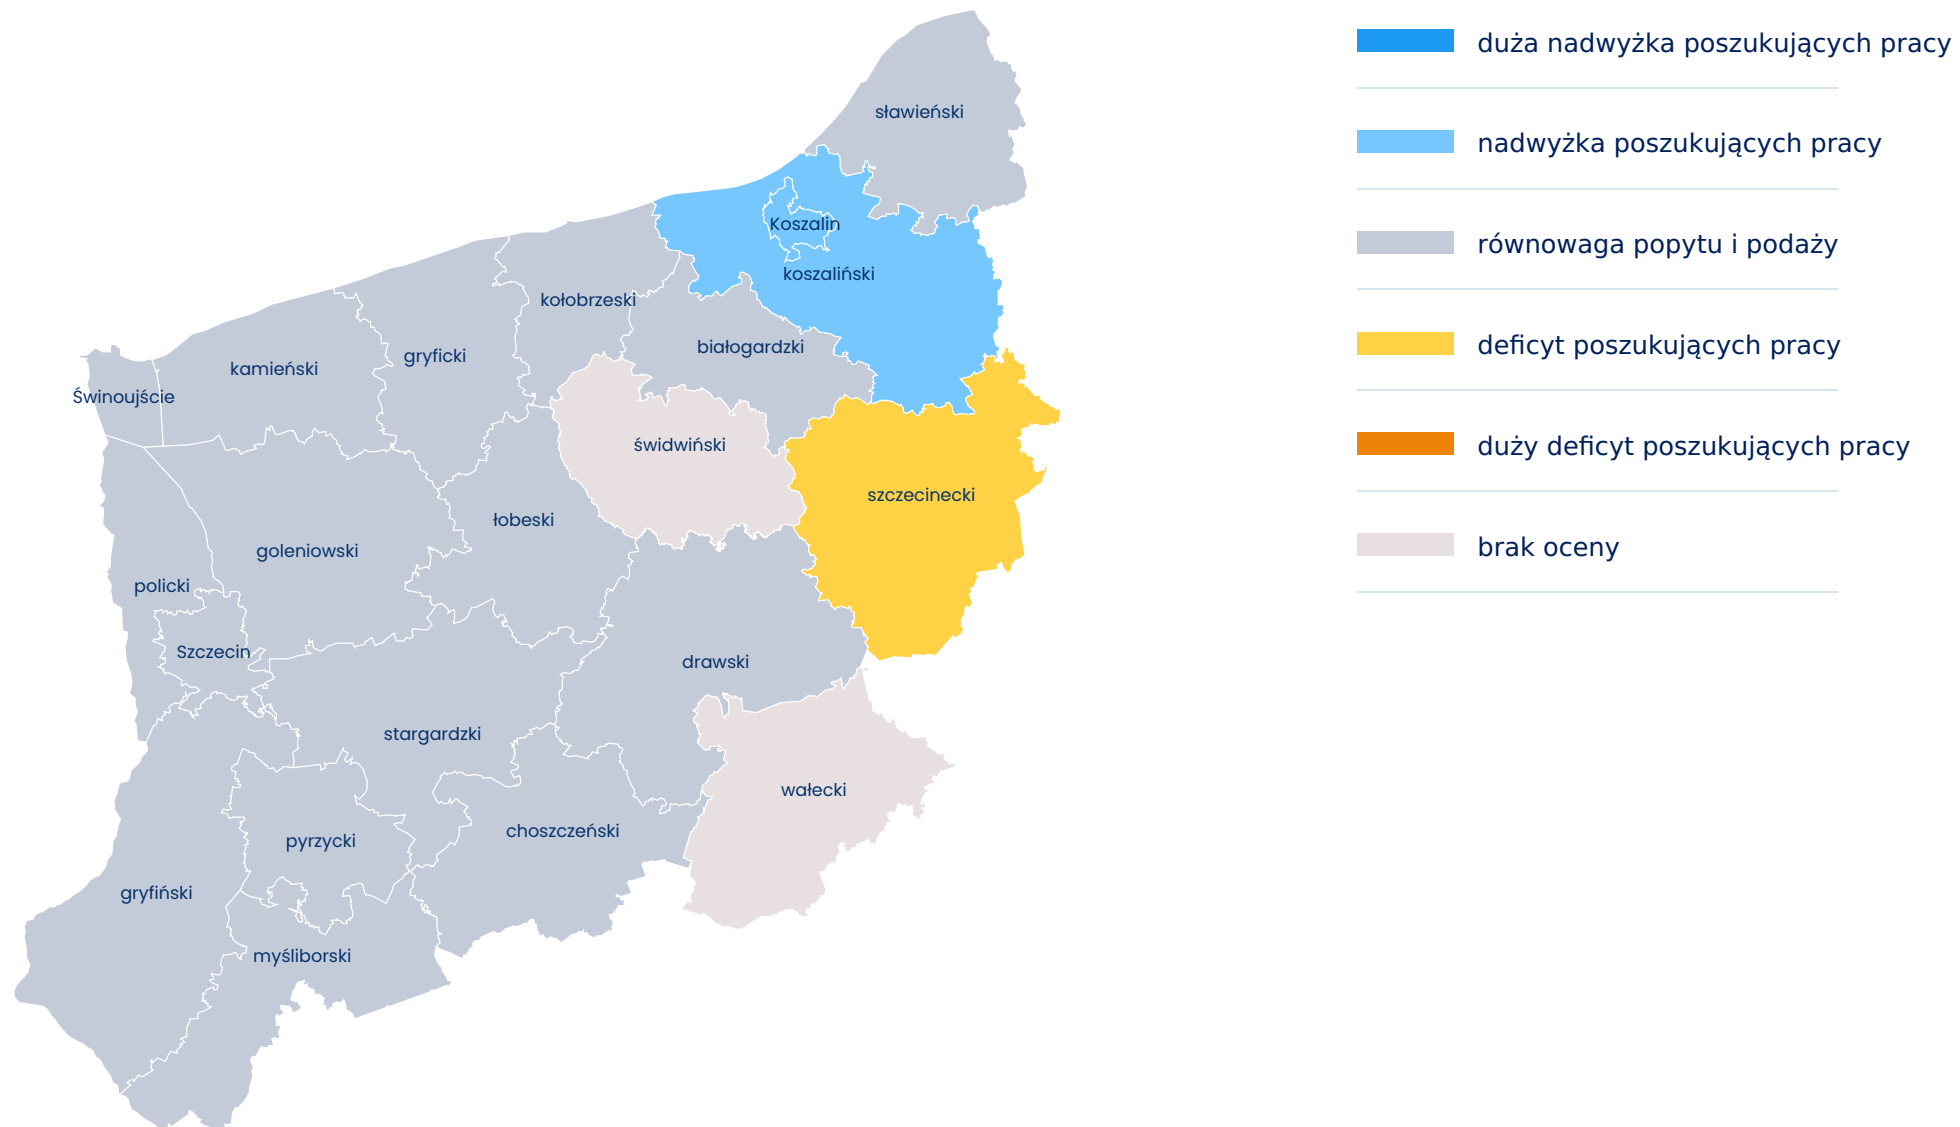 duża nadwyżka poszukujących pracy
nadwyżka poszukujących pracy
równowaga popytu i podaży
deficyt poszukujących pracy
duży deficyt poszukujących pracy
brak oceny
sławieński
Koszalin
koszaliński
kołobrzeski
białogardzki
gryficki
kamieński
Świnoujście
świdwiński
szczecinecki
łobeski
goleniowski
policki
Szczecin
drawski
stargardzki
wałecki
choszczeński
pyrzycki
gryfiński
myśliborski